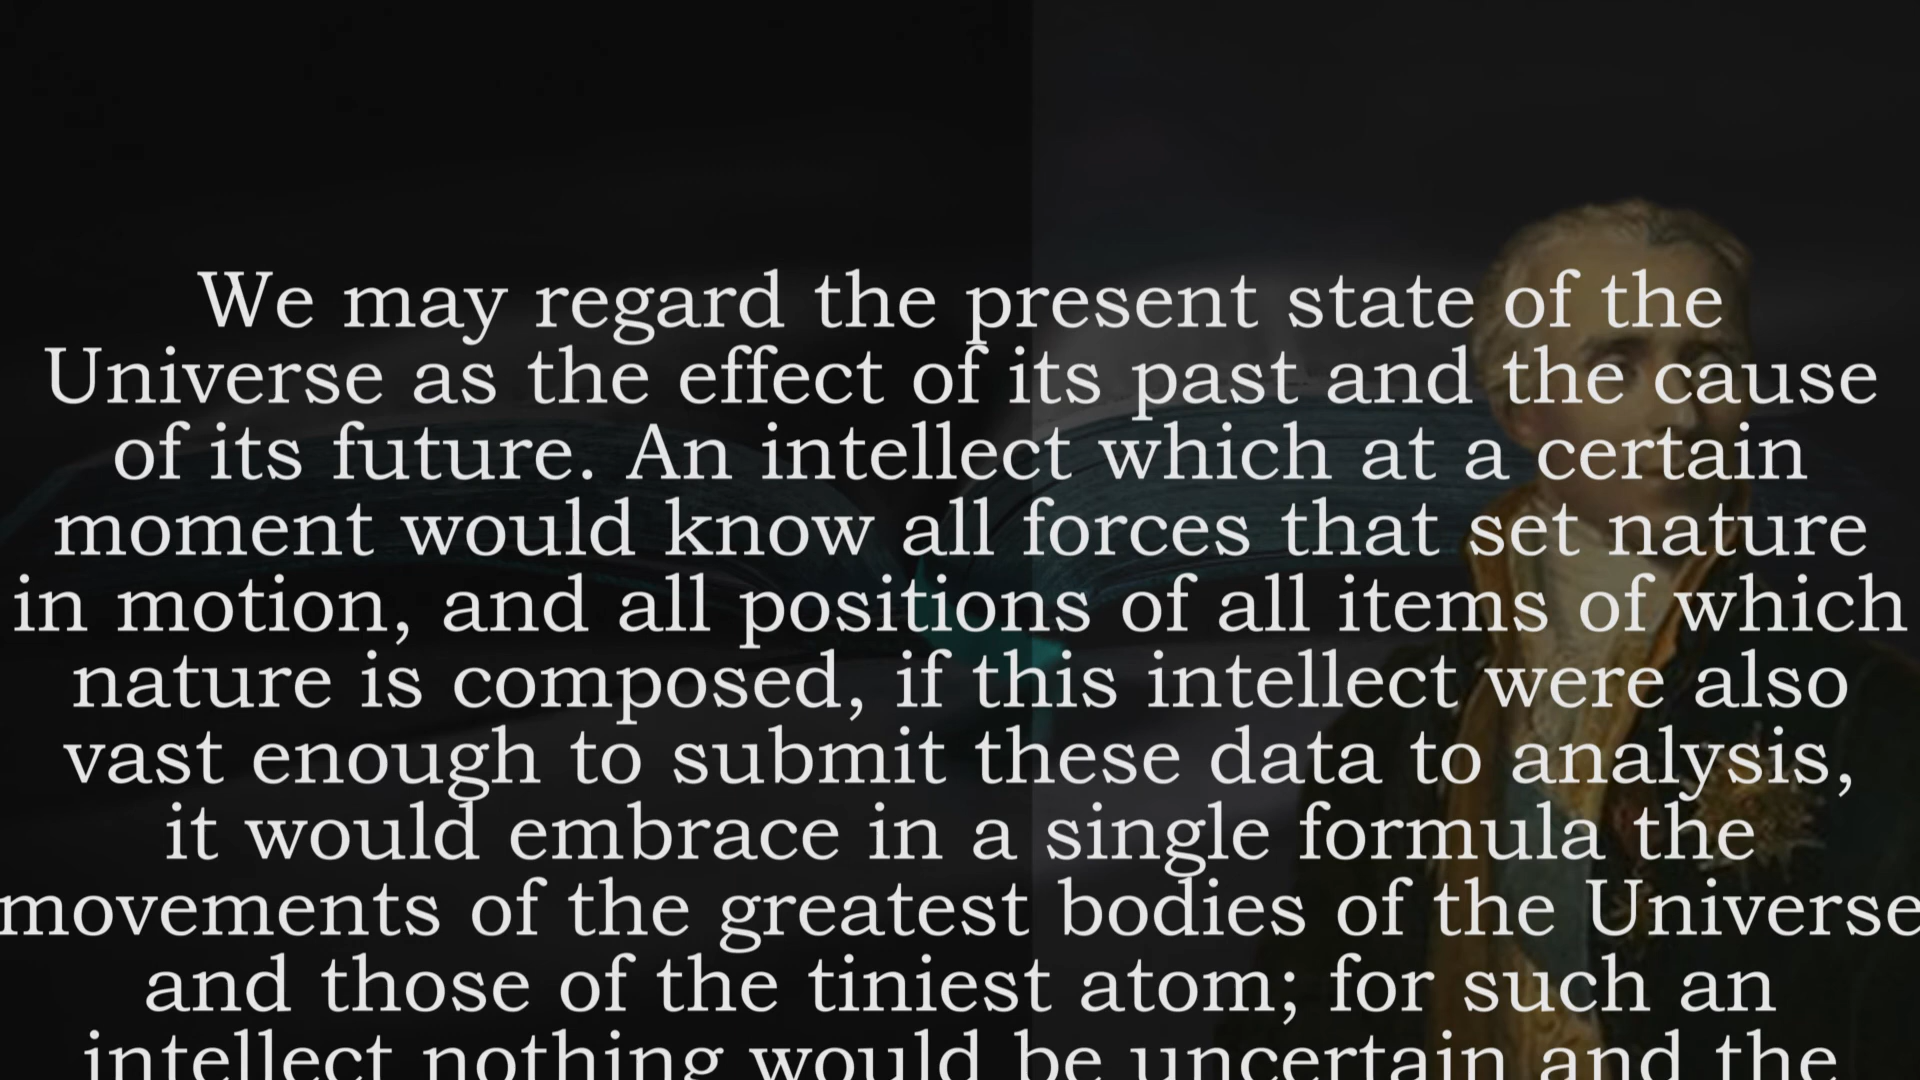 We may regard the present state of the
Universe as the effect of its past and the cause
of its future. An intellect which at a certain
moment would know all forces that set nature
in motion, and all positions of all items of which
nature is composed, if this intellect were also
vast enough to submit these data to analysis,
it would embrace in a single formula the
movements of the greatest bodies of the Universe
and those of the tiniest atom; for such an
intellect nothing would be uncertain and the